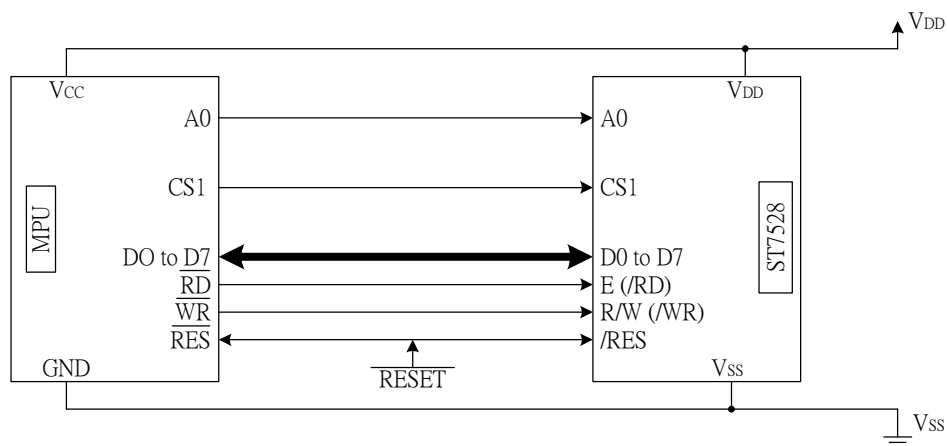 VDD
VCC
VDD
A0
A0
CS1
CS1
MPU
ST7528
DO to D7
D0 to D7
RD
E (/RD)
WR
R/W (/WR)
RES
/RES
GND
RESET
VSS
VSS